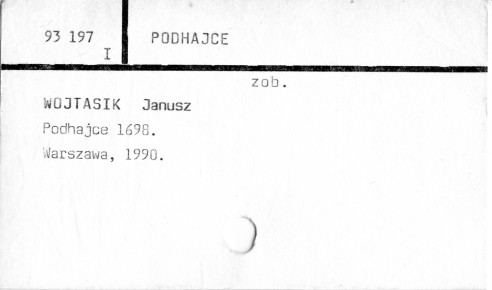 93 197 PODHAJCE
I
zob.
WOJTASIK Janusz
Podhajce 1698.
Warszawa, 1990.